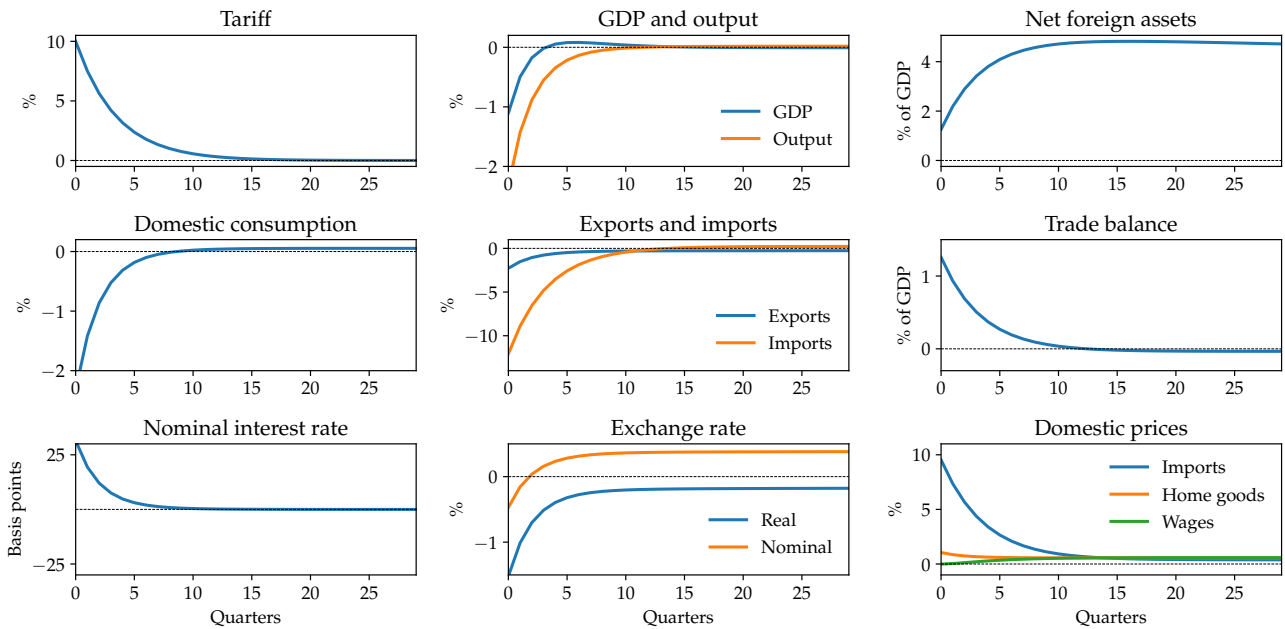 Tariff
%
10
5
0
0 5 10 15 20 25
GDP and output
%
0
−1
−2
GDP
Output
0 5 10 15 20 25
Net foreign assets
% of GDP
4
2
0
0 5 10 15 20 25
Domestic consumption
%
0
−1
−2
0 5 10 15 20 25
Exports and imports
%
0
−5
−10
Exports
Imports
0 5 10 15 20 25
Trade balance
% of GDP
1
0
0 5 10 15 20 25
Nominal interest rate
Basis points
25
−25
0 5 10 15 20 25
Quarters
Exchange rate
%
0
−1
Real
Nominal
0 5 10 15 20 25
Quarters
Domestic prices
%
10
5
0
Imports
Home goods
Wages
0 5 10 15 20 25
Quarters